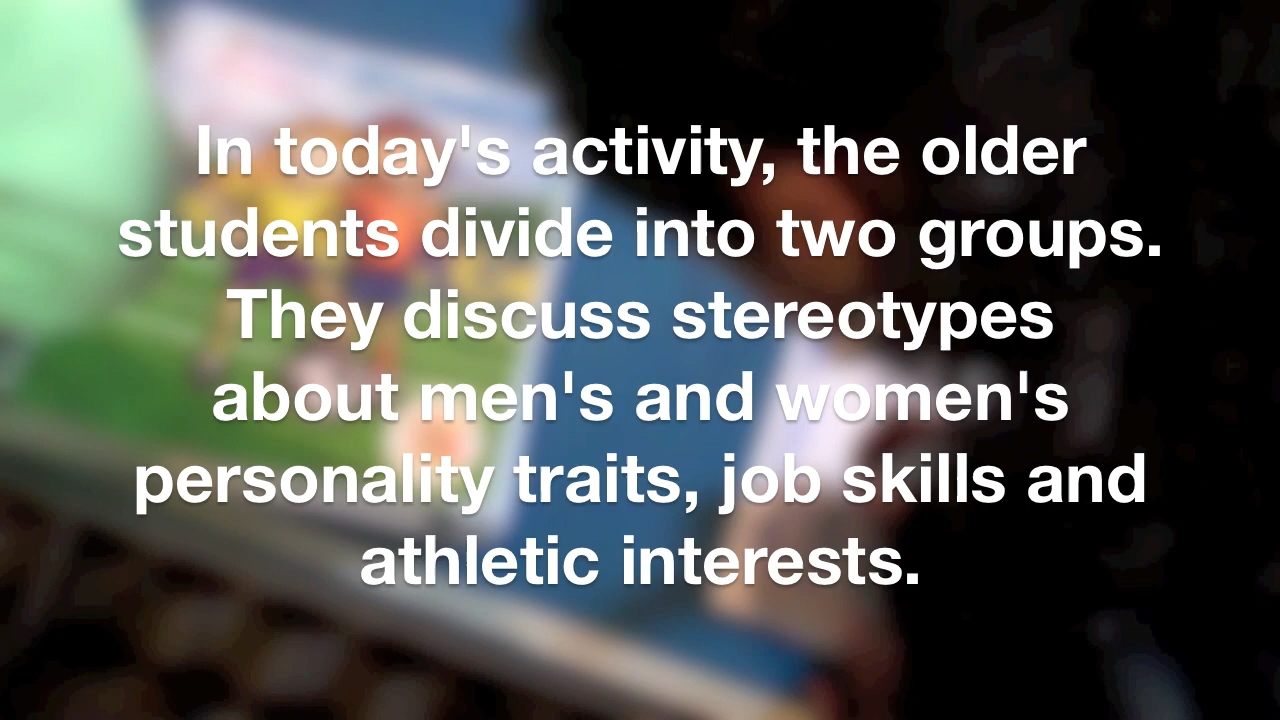 In today's activity, the older
students divide into two groups.
They discuss stereotypes
about men's and women's
personality traits, job skills and
athletic interests.